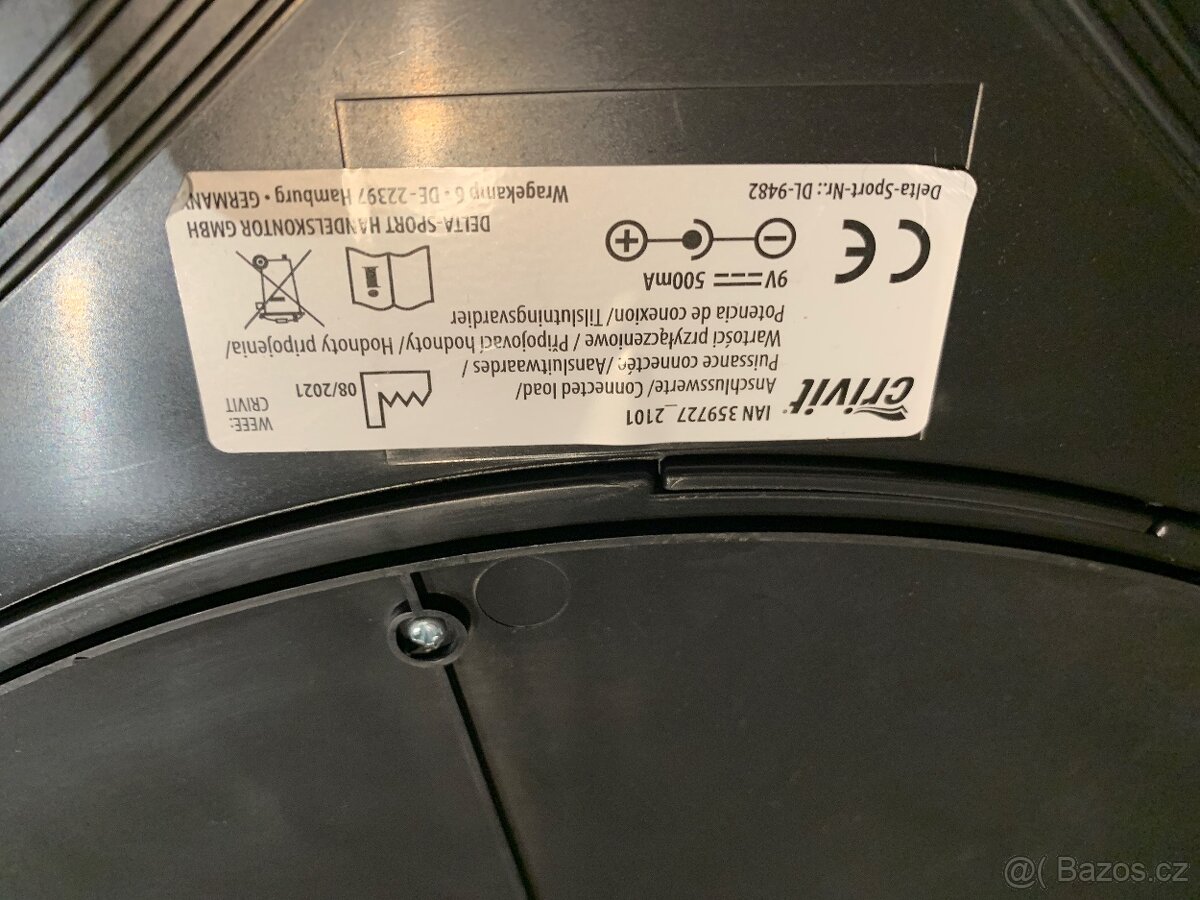 crivit
IAN 359727_2101
Anschlusswerte/ Connected load/
Puissance connectée /Aansluitwaardes /
Wartości przyłączeniowe / Připojovací hodnoty/ Hodnoty pripojenia/
Potencia de conexion/ Tilslutningsvardier
9V 500mA
08/2021
WEEE:
CRIVIT
CE
Delta-Sport-Nr.: DL-9482
DELTA-SPORT HANDELSKONTOR GMBH
Wragekamp 6 • DE-22397 Hamburg • GERMANY
@( Bazos.cz